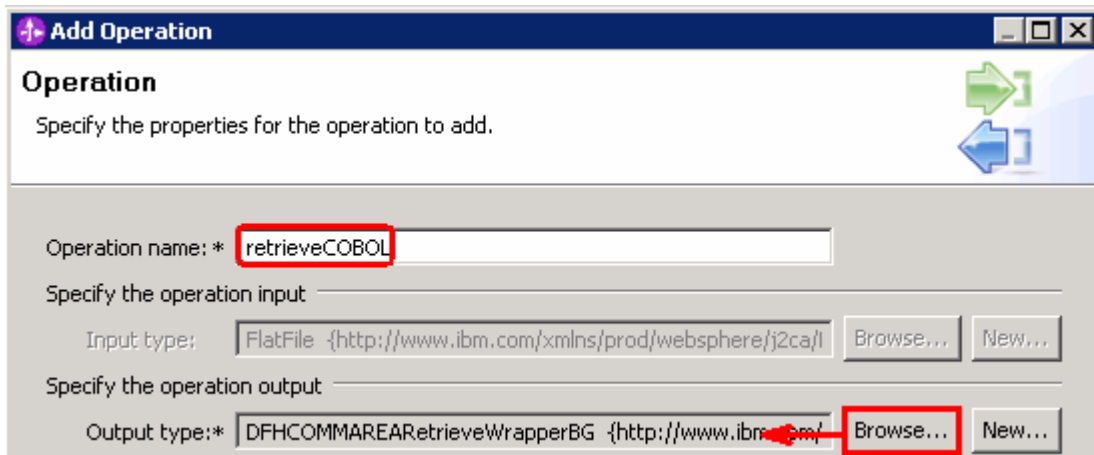 Add Operation
Operation
Specify the properties for the operation to add.
Operation name: * retrieveCOBOL
Specify the operation input
Input type: FlatFile {http://www.ibm.com/xmlns/prod/websphere/j2ca/ Browse... New...
Specify the operation output
Output type:* DFHCOMMAREARetrieveWrapperBG {http://www.ibm.com/ Browse... New...